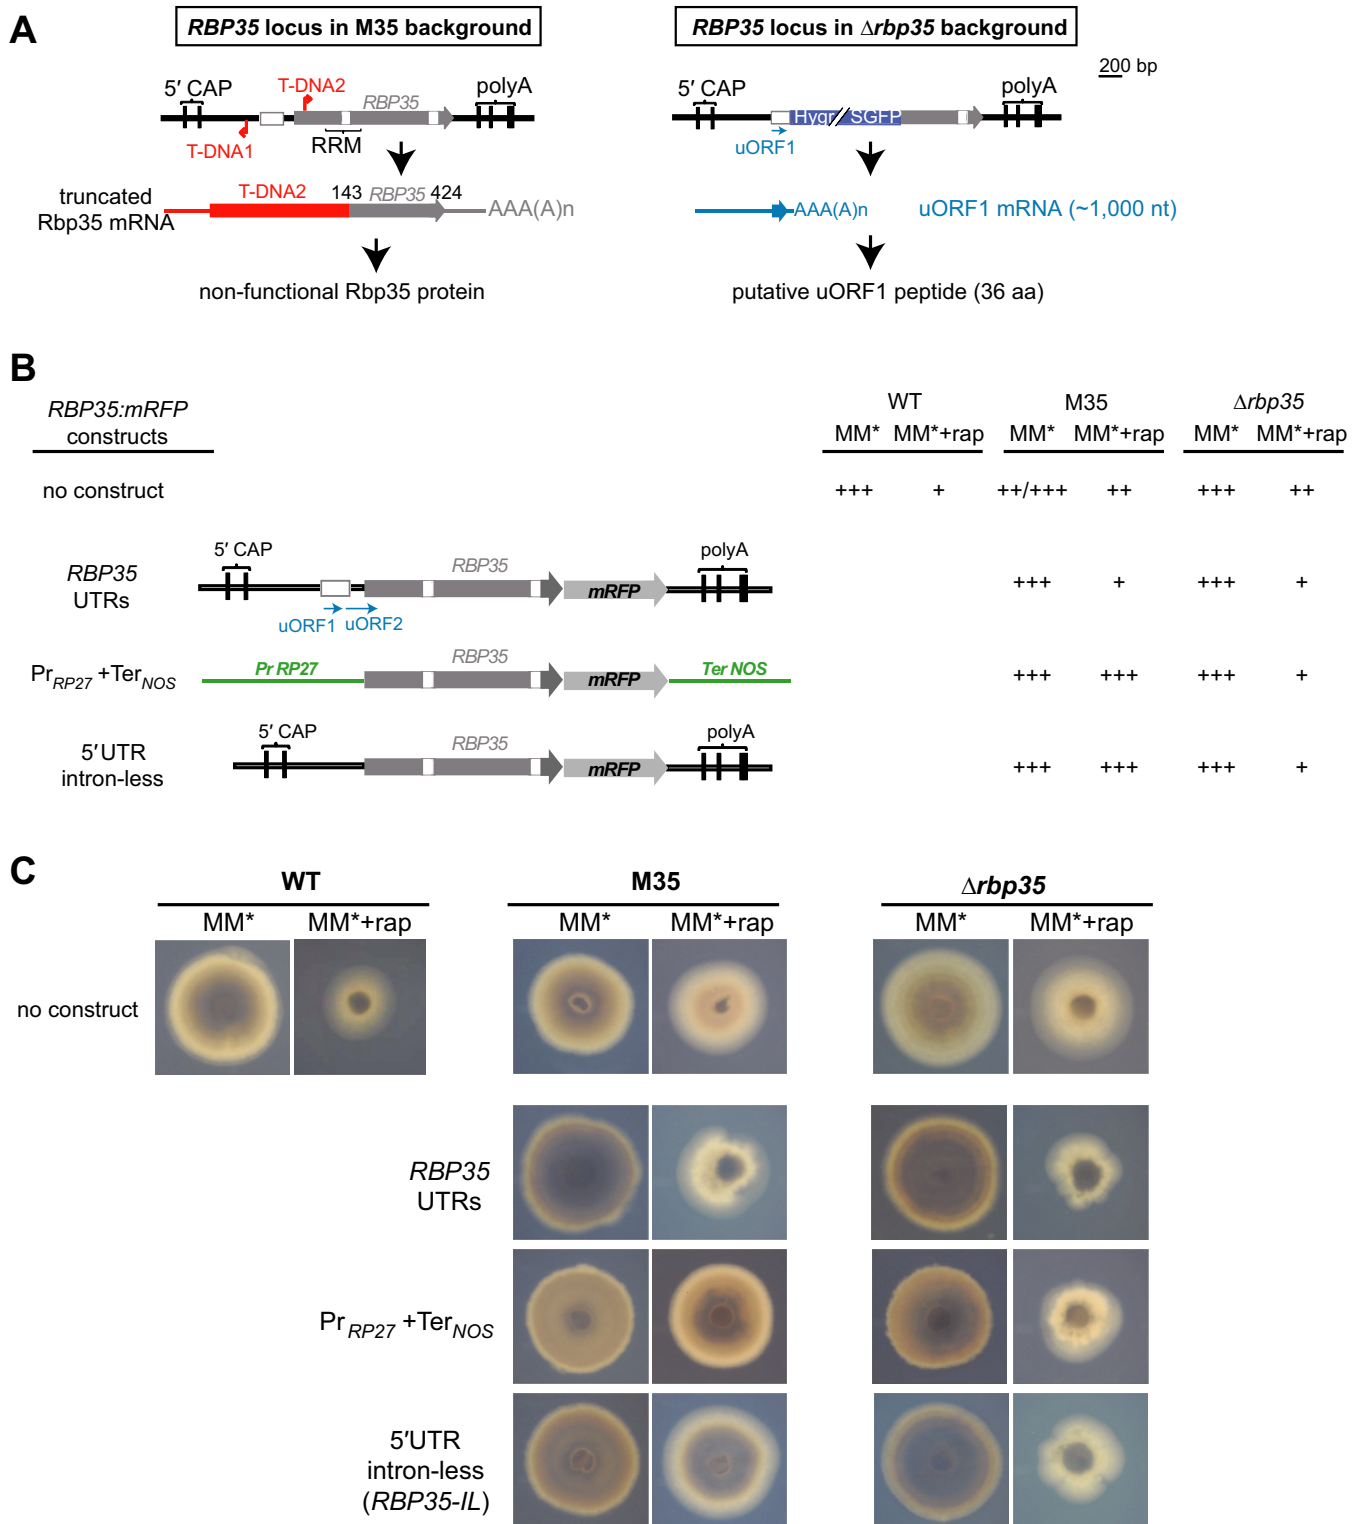 A
RBP35 locus in M35 background
RBP35 locus in Δrbp35 background
200 bp
5′ CAP
T-DNA2
RBP35
polyA
T-DNA1
RRM
5′ CAP
Hygr
SGFP
polyA
uORF1
truncated
Rbp35 mRNA
T-DNA2
143
RBP35
424
AAA(A)n
AAA(A)n
uORF1 mRNA (~1,000 nt)
non-functional Rbp35 protein
putative uORF1 peptide (36 aa)
B
RBP35:mRFP
constructs
WT
M35
Δrbp35
MM* MM*+rap MM* MM*+rap MM* MM*+rap
no construct +++ + ++/+++ ++ +++ ++
5′ CAP
RBP35
polyA
RBP35
UTRs
mRFP
uORF1
uORF2
+++ + +++ +
PrRP27 +TerNOS
Pr RP27
RBP35
mRFP
Ter NOS
+++ +++ +++ +
5′UTR
intron-less
5′ CAP
RBP35
mRFP
polyA
+++ +++ +++ +
C
WT
M35
Δrbp35
MM* MM*+rap MM* MM*+rap MM* MM*+rap
no construct
RBP35
UTRs
PrRP27 +TerNOS
5′UTR
intron-less
(RBP35-IL)